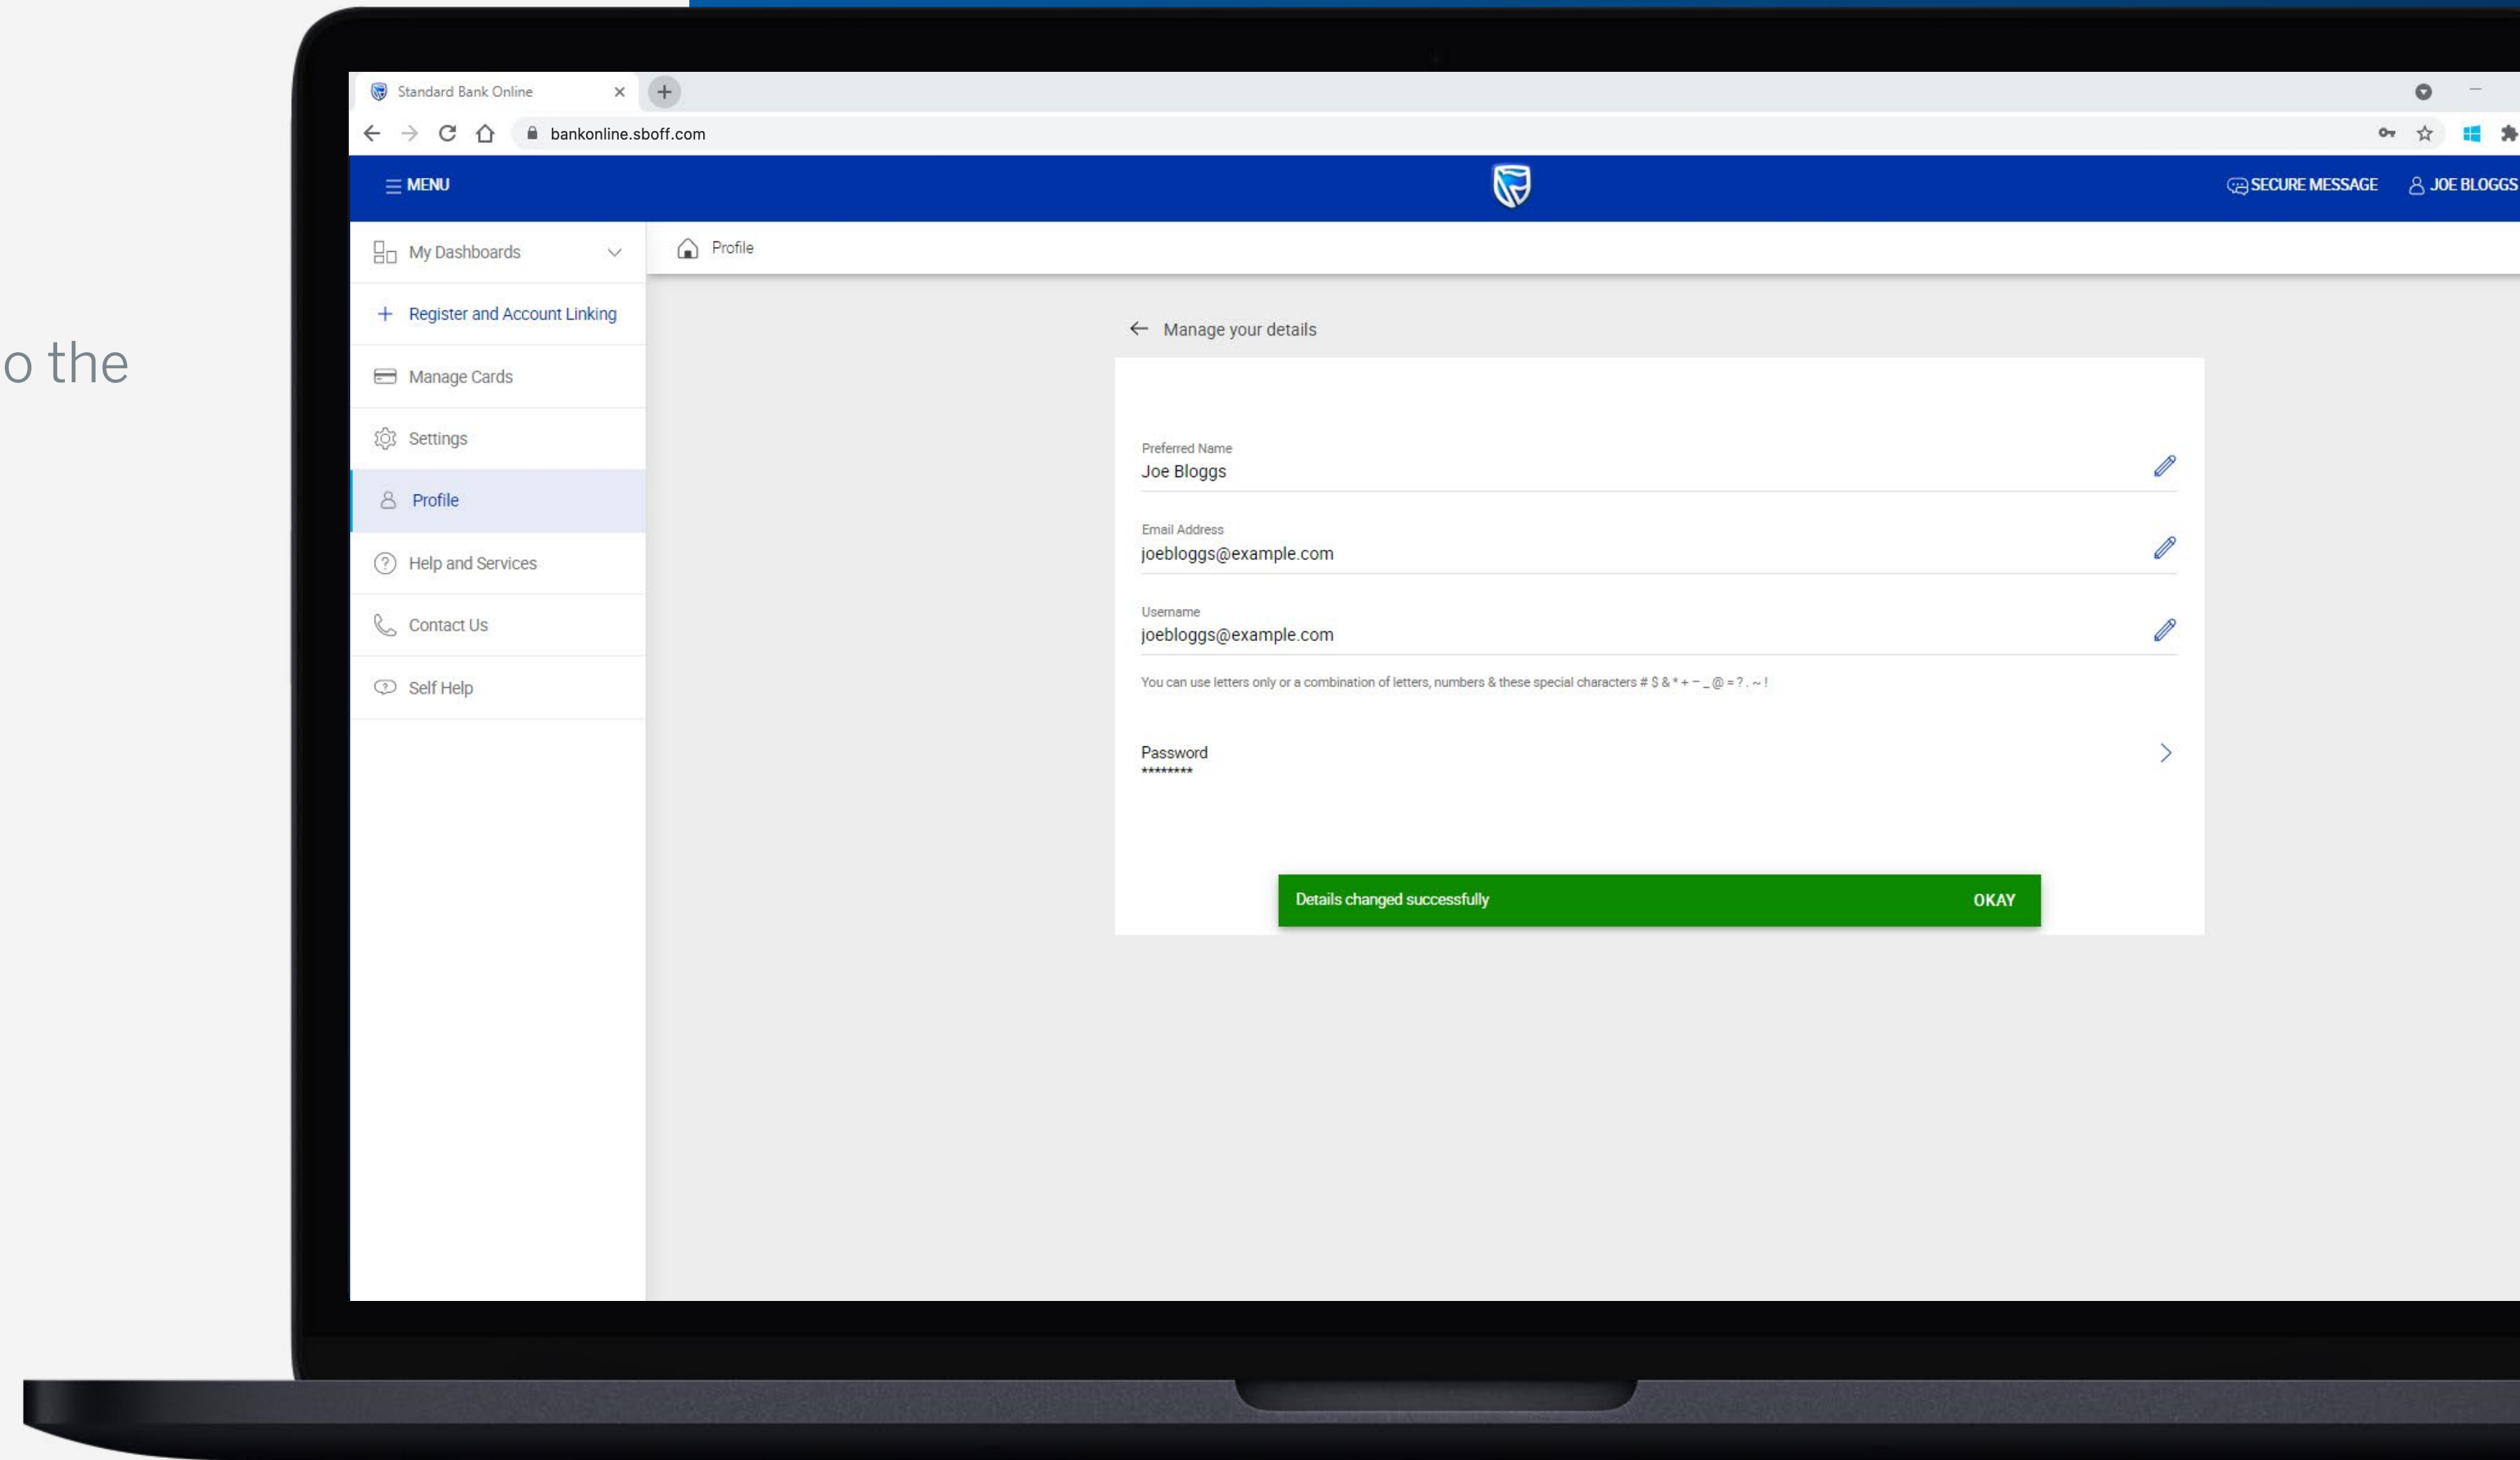 Standard Bank Online
bankonline.sboff.com
MENU
SECURE MESSAGE
JOE BLOGGS
My Dashboards
Profile
Register and Account Linking
Manage your details
o the
Manage Cards
Settings
Preferred Name
Joe Bloggs
Profile
Email Address
joebloggs@example.com
Help and Services
Username
joebloggs@example.com
Contact Us
You can use letters only or a combination of letters, numbers & these special characters # $ & * + − _ @ = ? . ~ !
Self Help
Password
********
Details changed successfully
OKAY